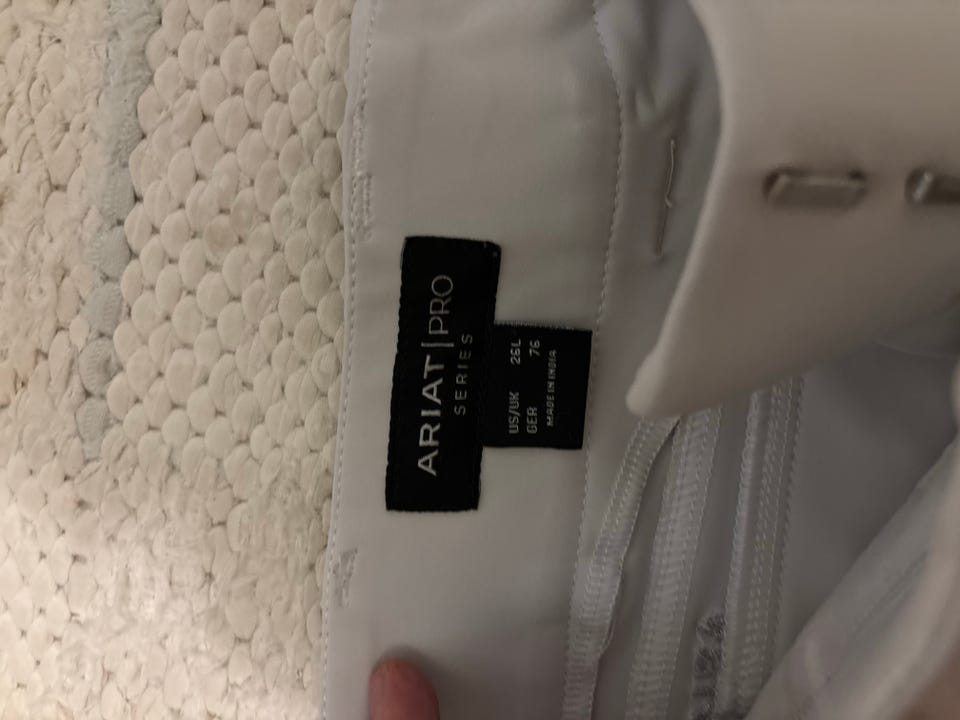 ARIAT | PRO
SERIES
US/UK 26L
GER 76
MADE IN INDIA